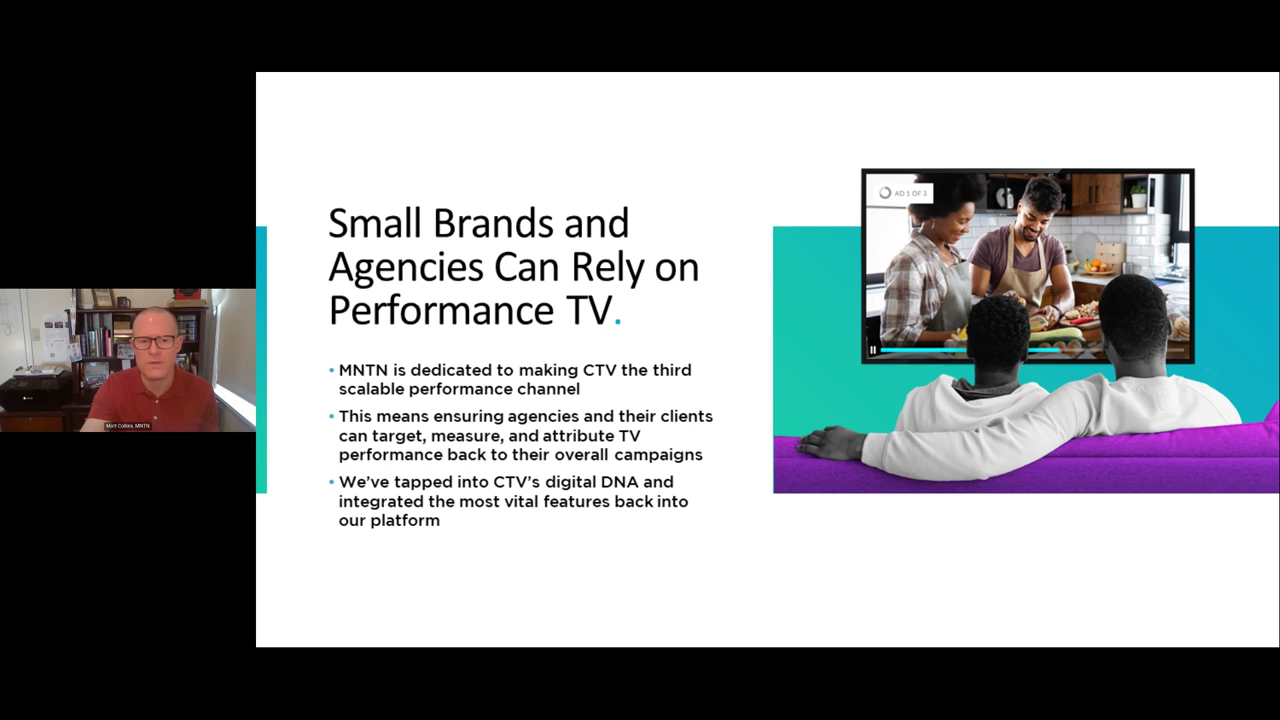 Small Brands and
Agencies Can Rely on
Performance TV.
• MNTN is dedicated to making CTV the third
scalable performance channel
• This means ensuring agencies and their clients
can target, measure, and attribute TV
performance back to their overall campaigns
• We’ve tapped into CTV’s digital DNA and
integrated the most vital features back into
our platform
AD 1 OF 3
Matt Collins, MNTN